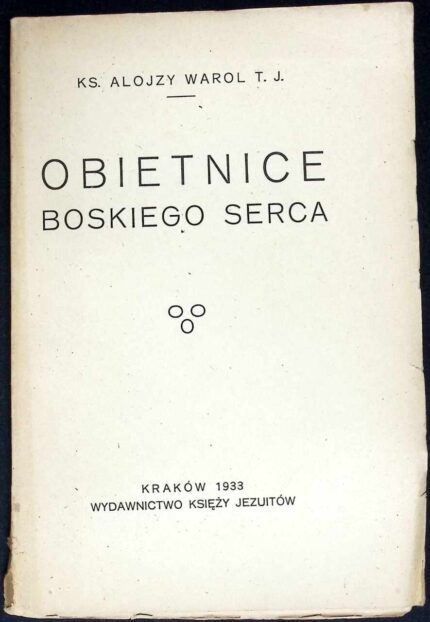 KS. ALOJZY WAROL T. J.
OBIETNICE
BOSKIEGO SERCA
KRAKÓW 1933
WYDAWNICTWO KSIĘŻY JEZUITÓW